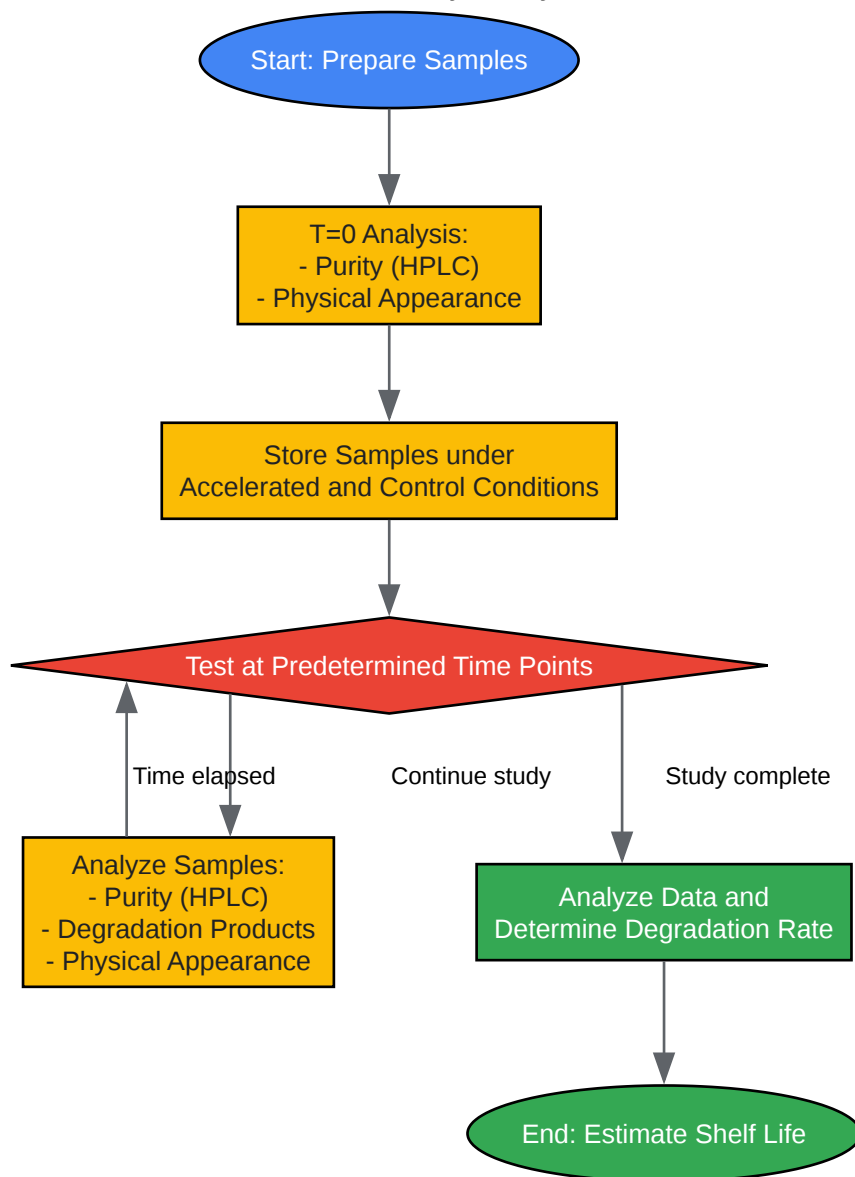 Start: Prepare Samples
T=0 Analysis:
- Purity (HPLC)
- Physical Appearance
Store Samples under
Accelerated and Control Conditions
Test at Predetermined Time Points
Time elapsed
Continue study
Study complete
Analyze Samples:
- Purity (HPLC)
- Degradation Products
- Physical Appearance
Analyze Data and
Determine Degradation Rate
End: Estimate Shelf Life